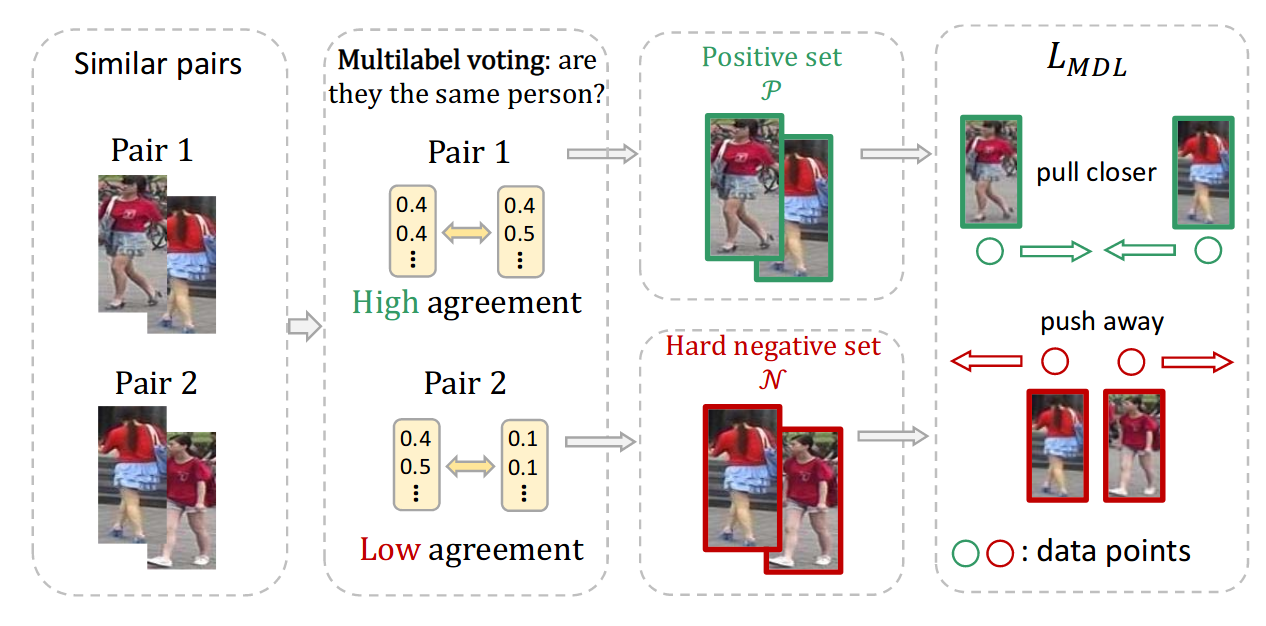 Similar pairs
Pair 1
Pair 2
Multilabel voting: are
they the same person?
Pair 1
0.4
0.4
⋮
0.4
0.5
⋮
High agreement
Pair 2
0.4
0.5
⋮
0.1
0.1
⋮
Low agreement
Positive set
𝒫
Hard negative set
𝒩
L_{MDL}
pull closer
push away
: data points